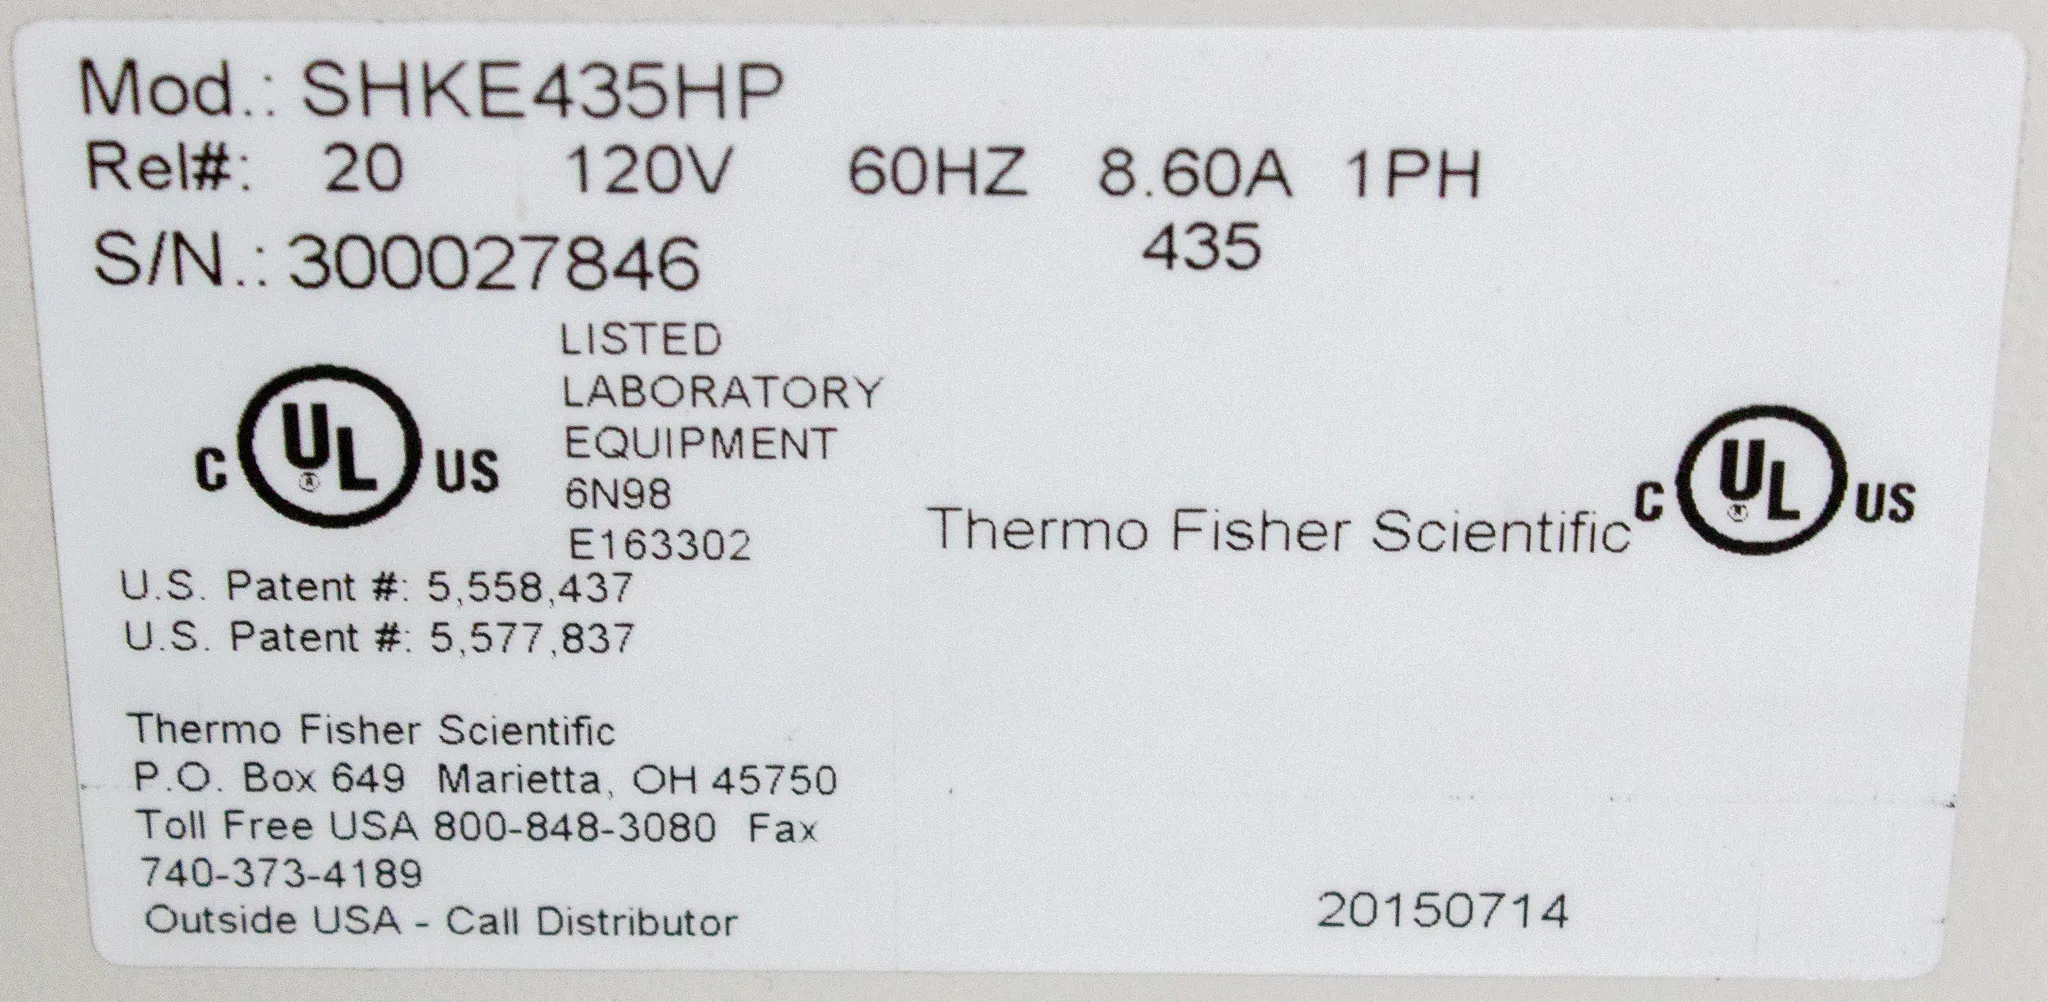 Mod.: SHKE435HP
Rel#: 20 120V 60HZ 8.60A 1PH
S/N.: 300027846 435
LISTED
LABORATORY
EQUIPMENT
6N98
E163302
C UL US
Thermo Fisher Scientific
C UL US
U.S. Patent #: 5,558,437
U.S. Patent #: 5,577,837
Thermo Fisher Scientific
P.O. Box 649 Marietta, OH 45750
Toll Free USA 800-848-3080 Fax
740-373-4189
Outside USA - Call Distributor
20150714